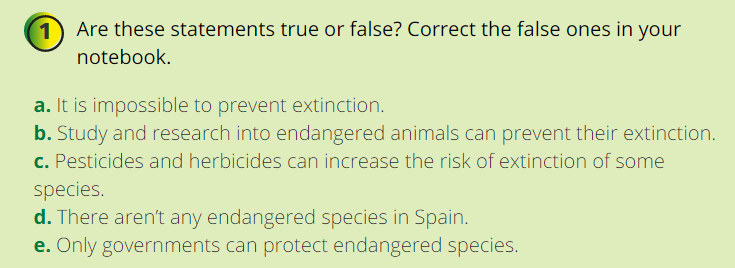 1 Are these statements true or false? Correct the false ones in your
notebook.
a. It is impossible to prevent extinction.
b. Study and research into endangered animals can prevent their extinction.
c. Pesticides and herbicides can increase the risk of extinction of some
species.
d. There aren’t any endangered species in Spain.
e. Only governments can protect endangered species.